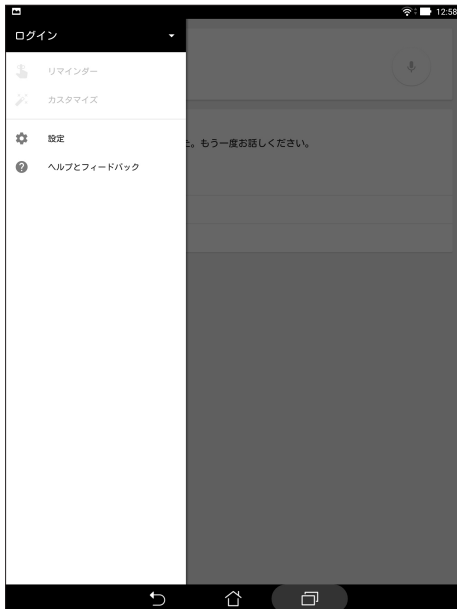 12:58
ログイン
リマインダー
カスタマイズ
設定
た。もう一度お話しください。
ヘルプとフィードバック